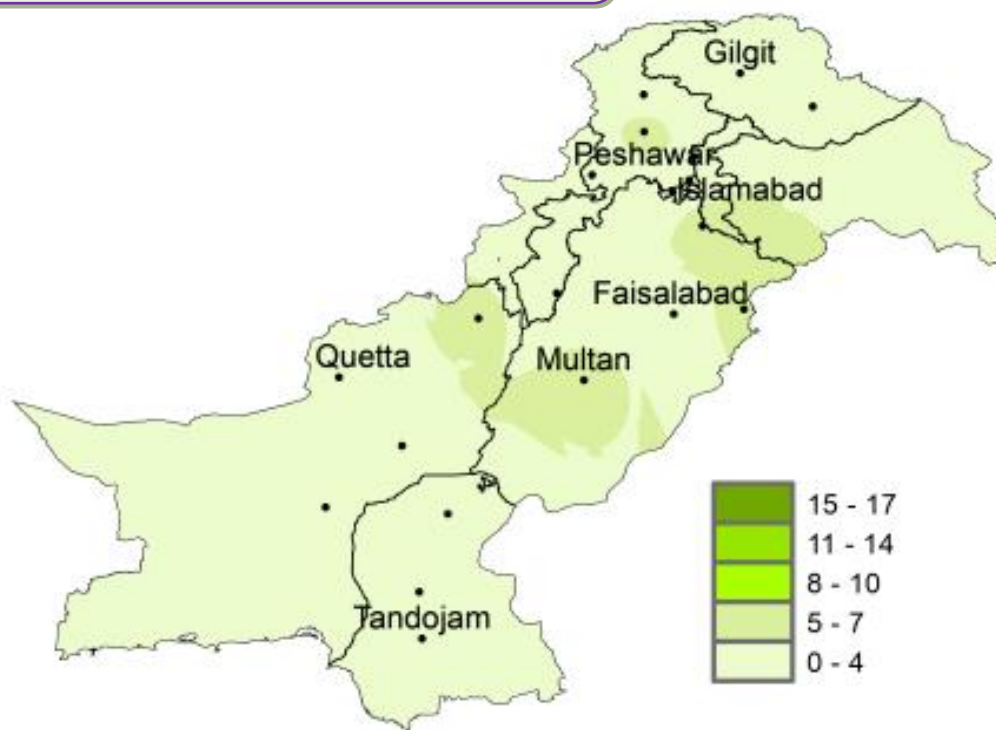 Gilgit
Peshawar
Islamabad
Faisalabad
Quetta
Multan
15 - 17
11 - 14
8 - 10
5 - 7
0 - 4
Tandojam